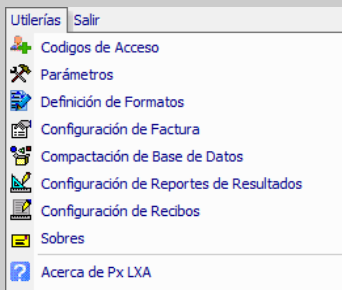 Utilerías Salir
Codigos de Acceso
Parámetros
Definición de Formatos
Configuración de Factura
Compactación de Base de Datos
Configuración de Reportes de Resultados
Configuración de Recibos
Sobres
Acerca de Px LXA